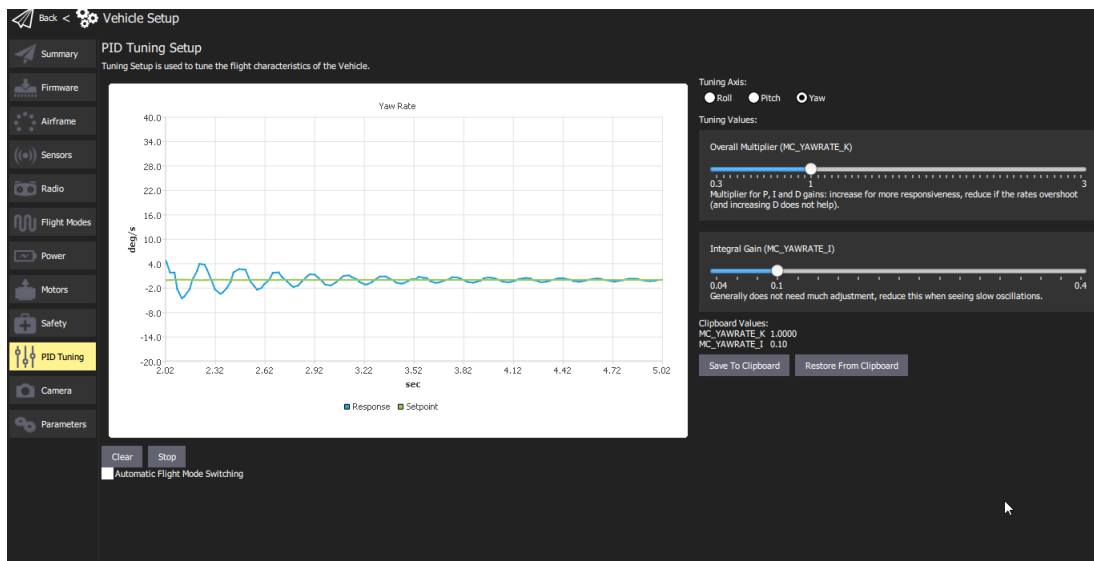 Back < Vehicle Setup
Summary
Firmware
Airframe
Sensors
Radio
Flight Modes
Power
Motors
Safety
PID Tuning
Camera
Parameters
PID Tuning Setup
Tuning Setup is used to tune the flight characteristics of the Vehicle.
Yaw Rate
40.0
34.0
28.0
22.0
16.0
10.0
4.0
-2.0
-8.0
-14.0
-20.0
deg/s
2.02 2.32 2.62 2.92 3.22 3.52 3.82 4.12 4.42 4.72 5.02
sec
Response Setpoint
Clear Stop
Automatic Flight Mode Switching
Tuning Axis:
Roll Pitch Yaw
Tuning Values:
Overall Multiplier (MC_YAWRATE_K)
0.3 1 3
Multiplier for P, I and D gains: increase for more responsiveness, reduce if the rates overshoot
(and increasing D does not help).
Integral Gain (MC_YAWRATE_I)
0.04 0.1 0.4
Generally does not need much adjustment, reduce this when seeing slow oscillations.
Clipboard Values:
MC_YAWRATE_K 1.0000
MC_YAWRATE_I 0.10
Save To Clipboard Restore From Clipboard